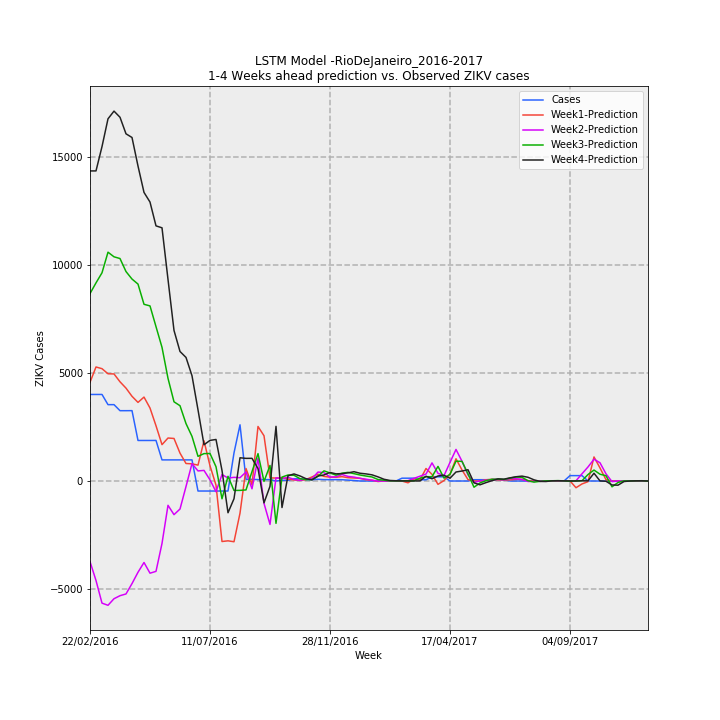 LSTM Model -RioDeJaneiro_2016-2017
1-4 Weeks ahead prediction vs. Observed ZIKV cases
Cases
Week1-Prediction
Week2-Prediction
Week3-Prediction
Week4-Prediction
15000
10000
5000
0
−5000
ZIKV Cases
22/02/2016
11/07/2016
28/11/2016
17/04/2017
04/09/2017
Week